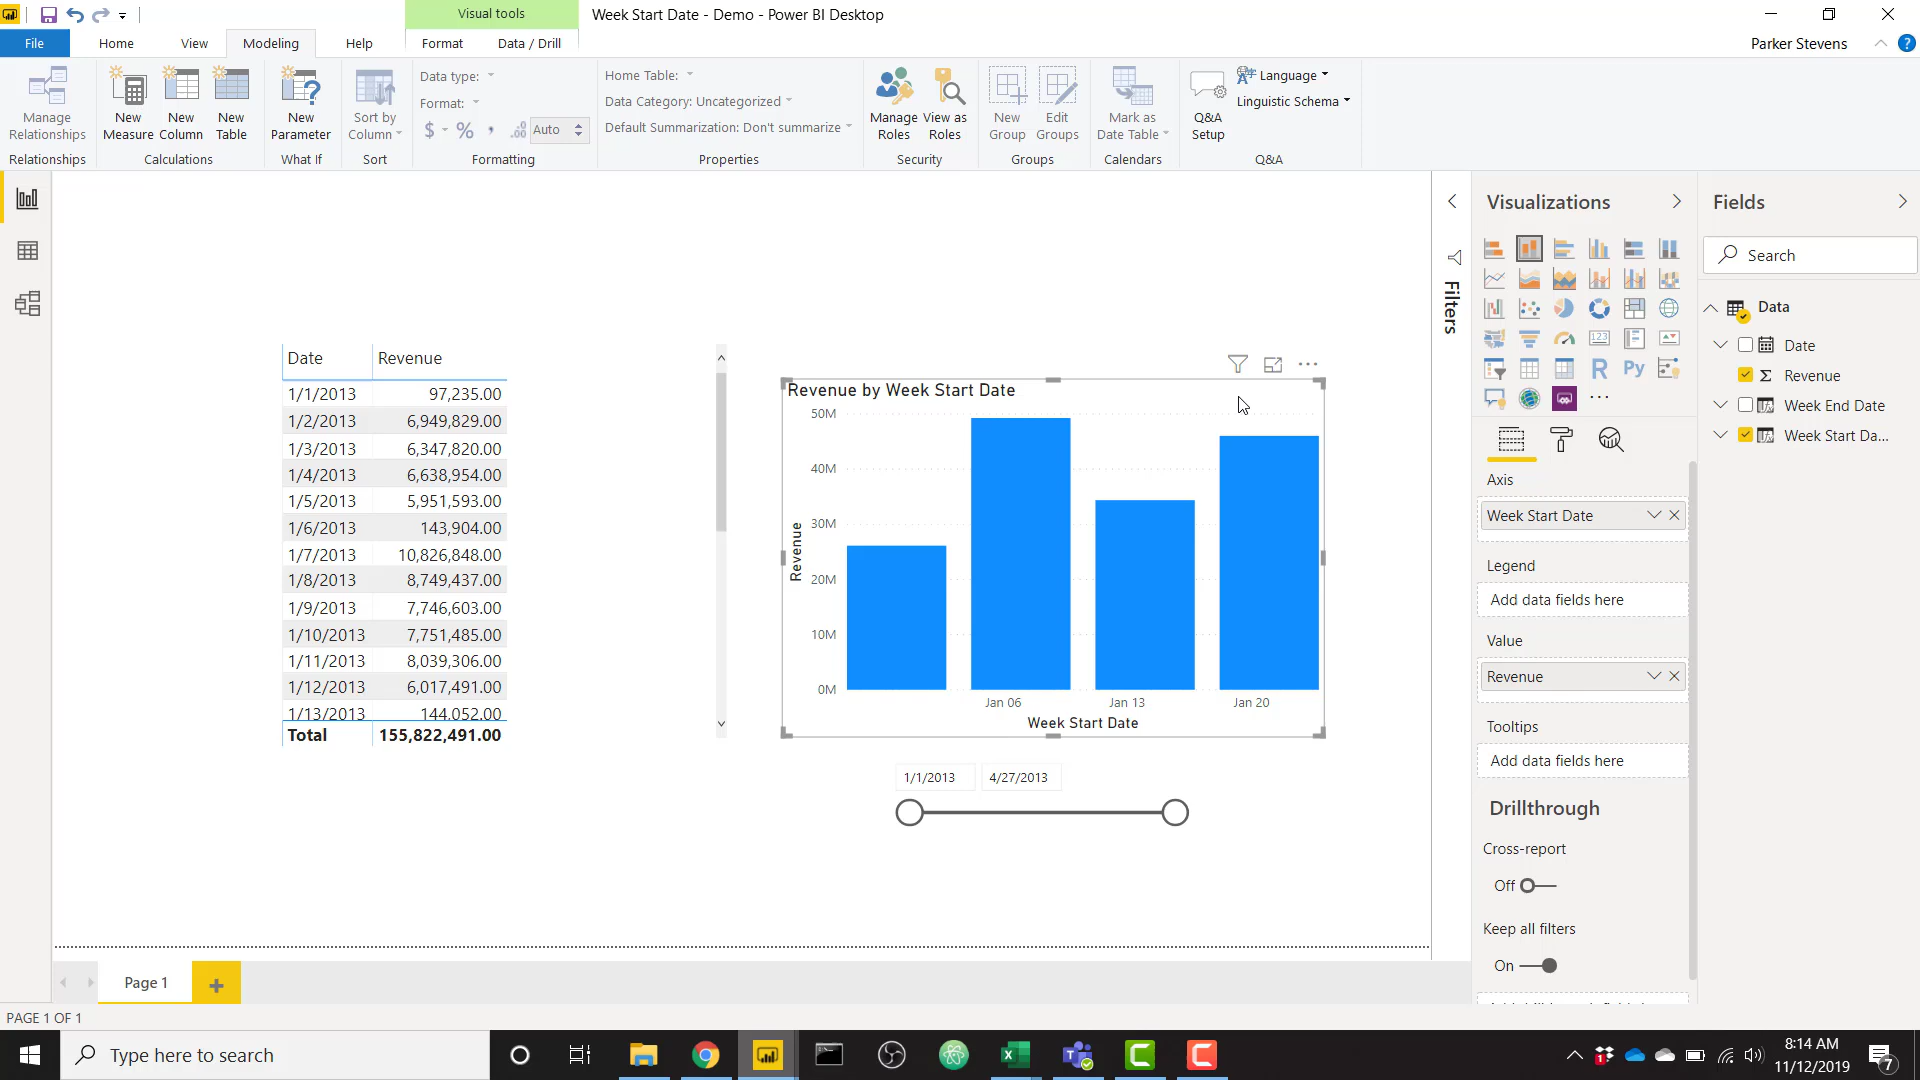 Visual tools
Week Start Date - Demo - Power BI Desktop
File
Home
View
Modeling
Help
Format
Data / Drill
Parker Stevens
?
Manage
Relationships
New
Measure
New
Column
New
Table
New
Parameter
Sort by
Column
Data type:
Format:
$ % , .00 Auto
Home Table:
Data Category: Uncategorized
Default Summarization: Don't summarize
Manage
Roles
View as
Roles
New
Group
Edit
Groups
Mark as
Date Table
Q&A
Setup
Language
Linguistic Schema
Relationships
Calculations
What If
Sort
Formatting
Properties
Security
Groups
Calendars
Q&A
Date Revenue
1/1/2013 97,235.00
1/2/2013 6,949,829.00
1/3/2013 6,347,820.00
1/4/2013 6,638,954.00
1/5/2013 5,951,593.00
1/6/2013 143,904.00
1/7/2013 10,826,848.00
1/8/2013 8,749,437.00
1/9/2013 7,746,603.00
1/10/2013 7,751,485.00
1/11/2013 8,039,306.00
1/12/2013 6,017,491.00
1/13/2013 144,052.00
Total 155,822,491.00
Revenue by Week Start Date
50M
40M
30M
20M
10M
0M
Revenue
Jan 06 Jan 13 Jan 20
Week Start Date
1/1/2013 4/27/2013
Filters
Visualizations
123
R
Py
Axis
Week Start Date
Legend
Add data fields here
Value
Revenue
Tooltips
Add data fields here
Drillthrough
Cross-report
Off
Keep all filters
On
Fields
Search
Data
Date
Revenue
Week End Date
Week Start Da...
Page 1
PAGE 1 OF 1
Type here to search
8:14 AM
11/12/2019
7